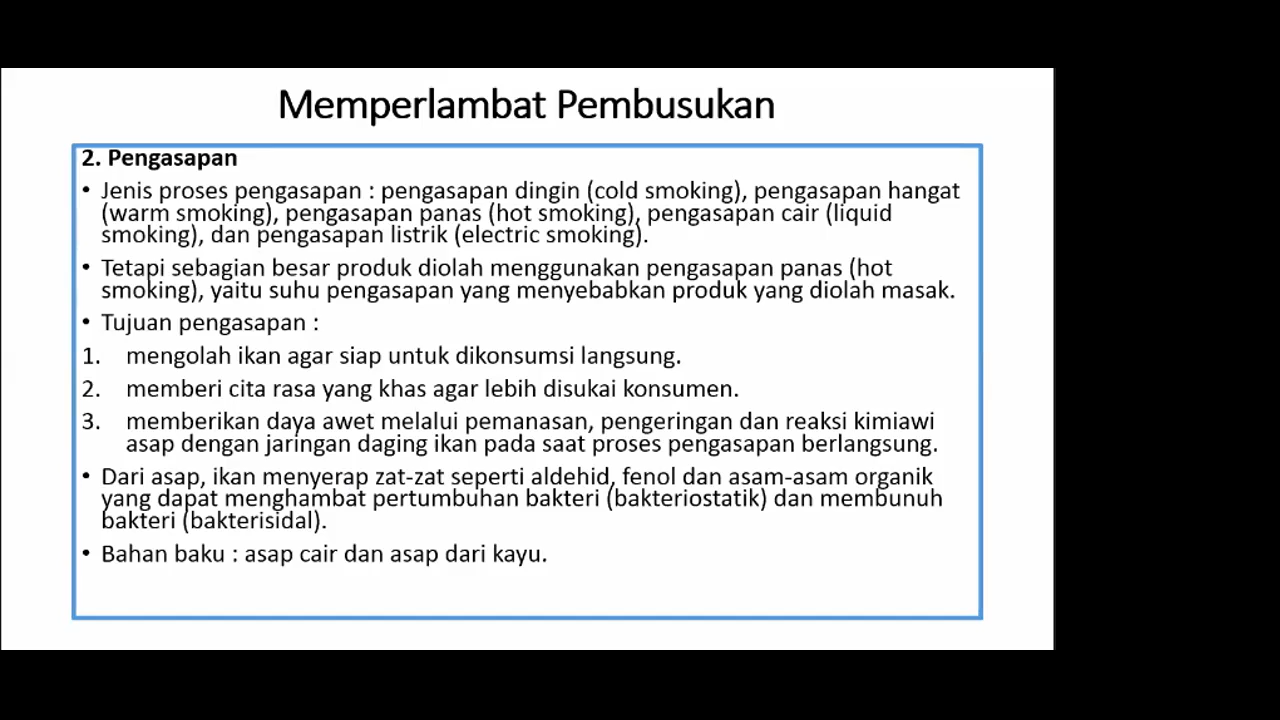 Memperlambat Pembusukan
2. Pengasapan
• Jenis proses pengasapan : pengasapan dingin (cold smoking), pengasapan hangat
(warm smoking), pengasapan panas (hot smoking), pengasapan cair (liquid
smoking), dan pengasapan listrik (electric smoking).
• Tetapi sebagian besar produk diolah menggunakan pengasapan panas (hot
smoking), yaitu suhu pengasapan yang menyebabkan produk yang diolah masak.
• Tujuan pengasapan :
1. mengolah ikan agar siap untuk dikonsumsi langsung.
2. memberi cita rasa yang khas agar lebih disukai konsumen.
3. memberikan daya awet melalui pemanasan, pengeringan dan reaksi kimiawi
asap dengan jaringan daging ikan pada saat proses pengasapan berlangsung.
• Dari asap, ikan menyerap zat-zat seperti aldehid, fenol dan asam-asam organik
yang dapat menghambat pertumbuhan bakteri (bakteriostatik) dan membunuh
bakteri (bakterisidal).
• Bahan baku : asap cair dan asap dari kayu.